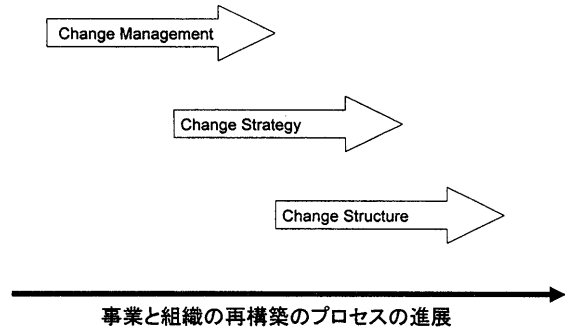 Change Management
Change Strategy
Change Structure
事業と組織の再構築のプロセスの進展